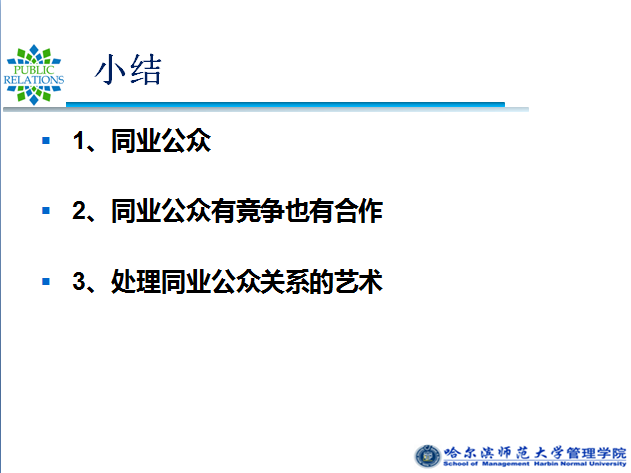 PUBLIC
RELATIONS
小结
1、同业公众
2、同业公众有竞争也有合作
3、处理同业公众关系的艺术
哈尔滨师范大学管理学院
School of Management Harbin Normal University